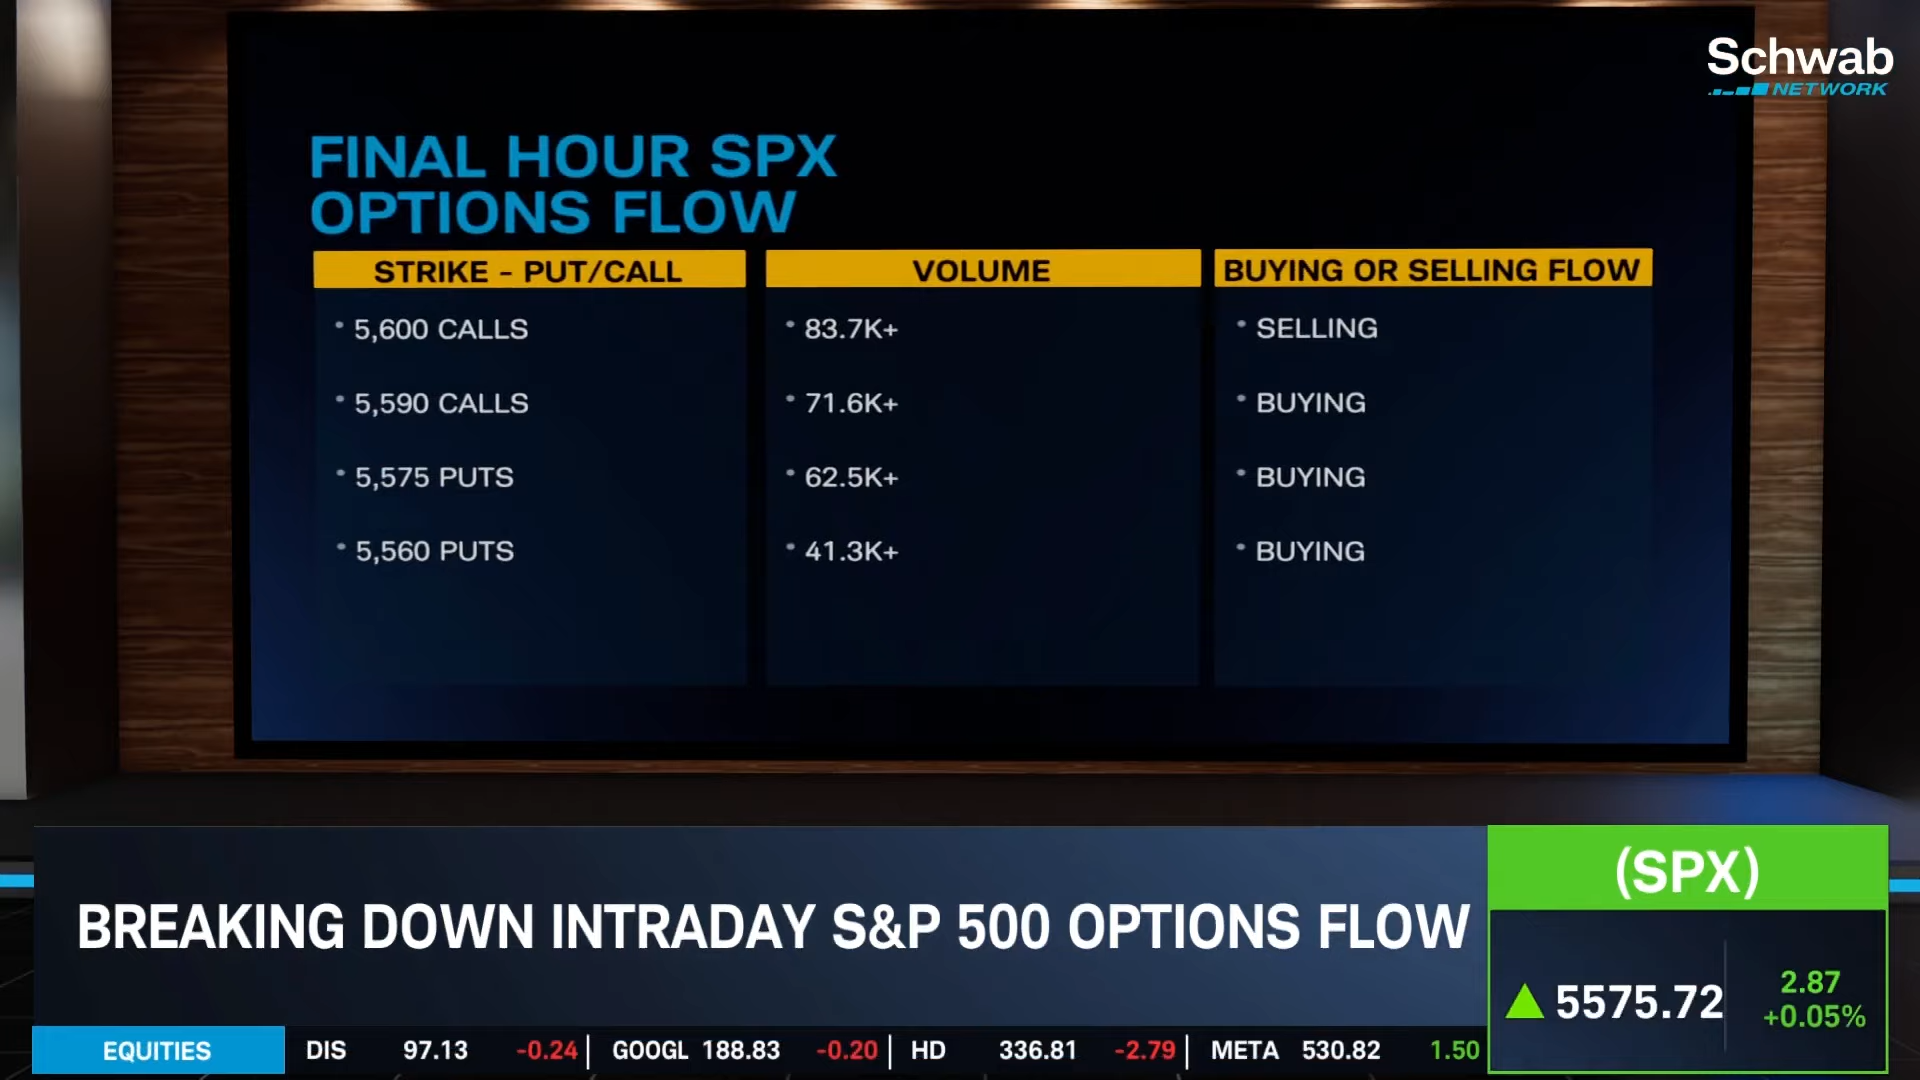 Schwab
NETWORK
FINAL HOUR SPX
OPTIONS FLOW
STRIKE - PUT/CALL
VOLUME
BUYING OR SELLING FLOW
• 5,600 CALLS
• 83.7K+
• SELLING
• 5,590 CALLS
• 71.6K+
• BUYING
• 5,575 PUTS
• 62.5K+
• BUYING
• 5,560 PUTS
• 41.3K+
• BUYING
BREAKING DOWN INTRADAY S&P 500 OPTIONS FLOW
(SPX)
▲ 5575.72
2.87
+0.05%
EQUITIES
DIS 97.13 -0.24 | GOOGL 188.83 -0.20 | HD 336.81 -2.79 | META 530.82 1.50